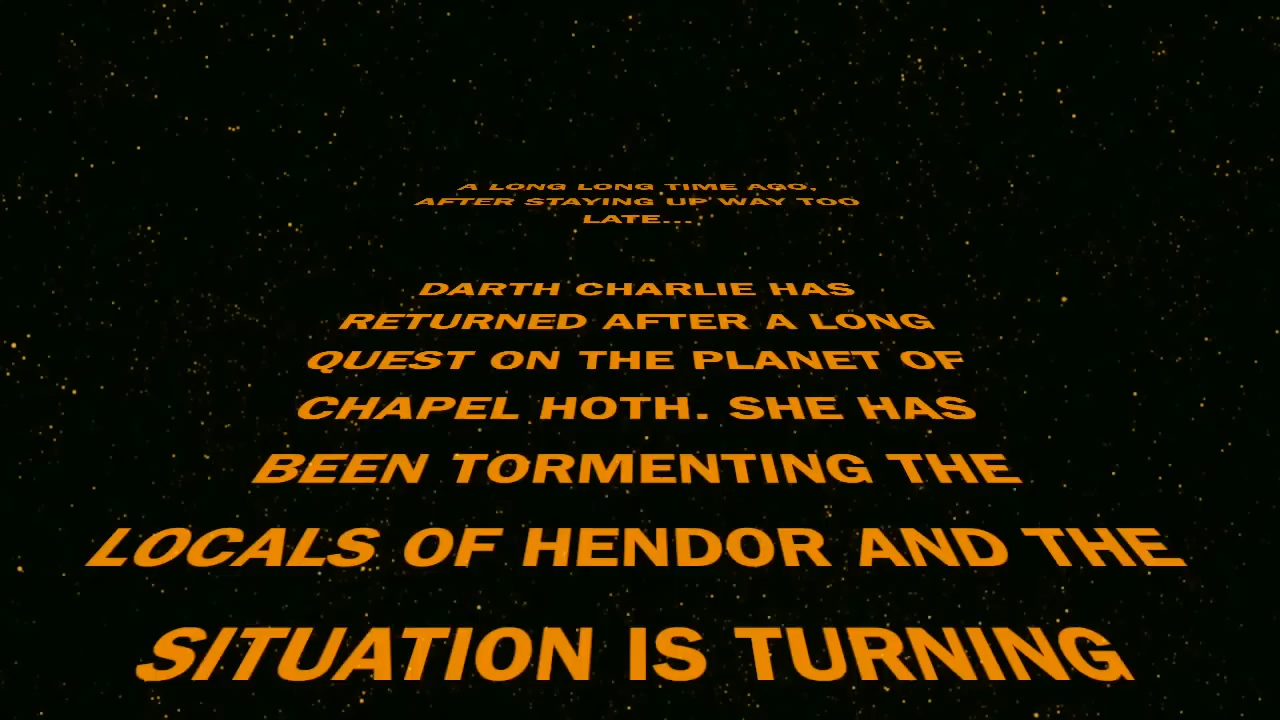 A LONG LONG TIME AGO,
AFTER STAYING UP WAY TOO
LATE...
DARTH CHARLIE HAS
RETURNED AFTER A LONG
QUEST ON THE PLANET OF
CHAPEL HOTH. SHE HAS
BEEN TORMENTING THE
LOCALS OF HENDOR AND THE
SITUATION IS TURNING